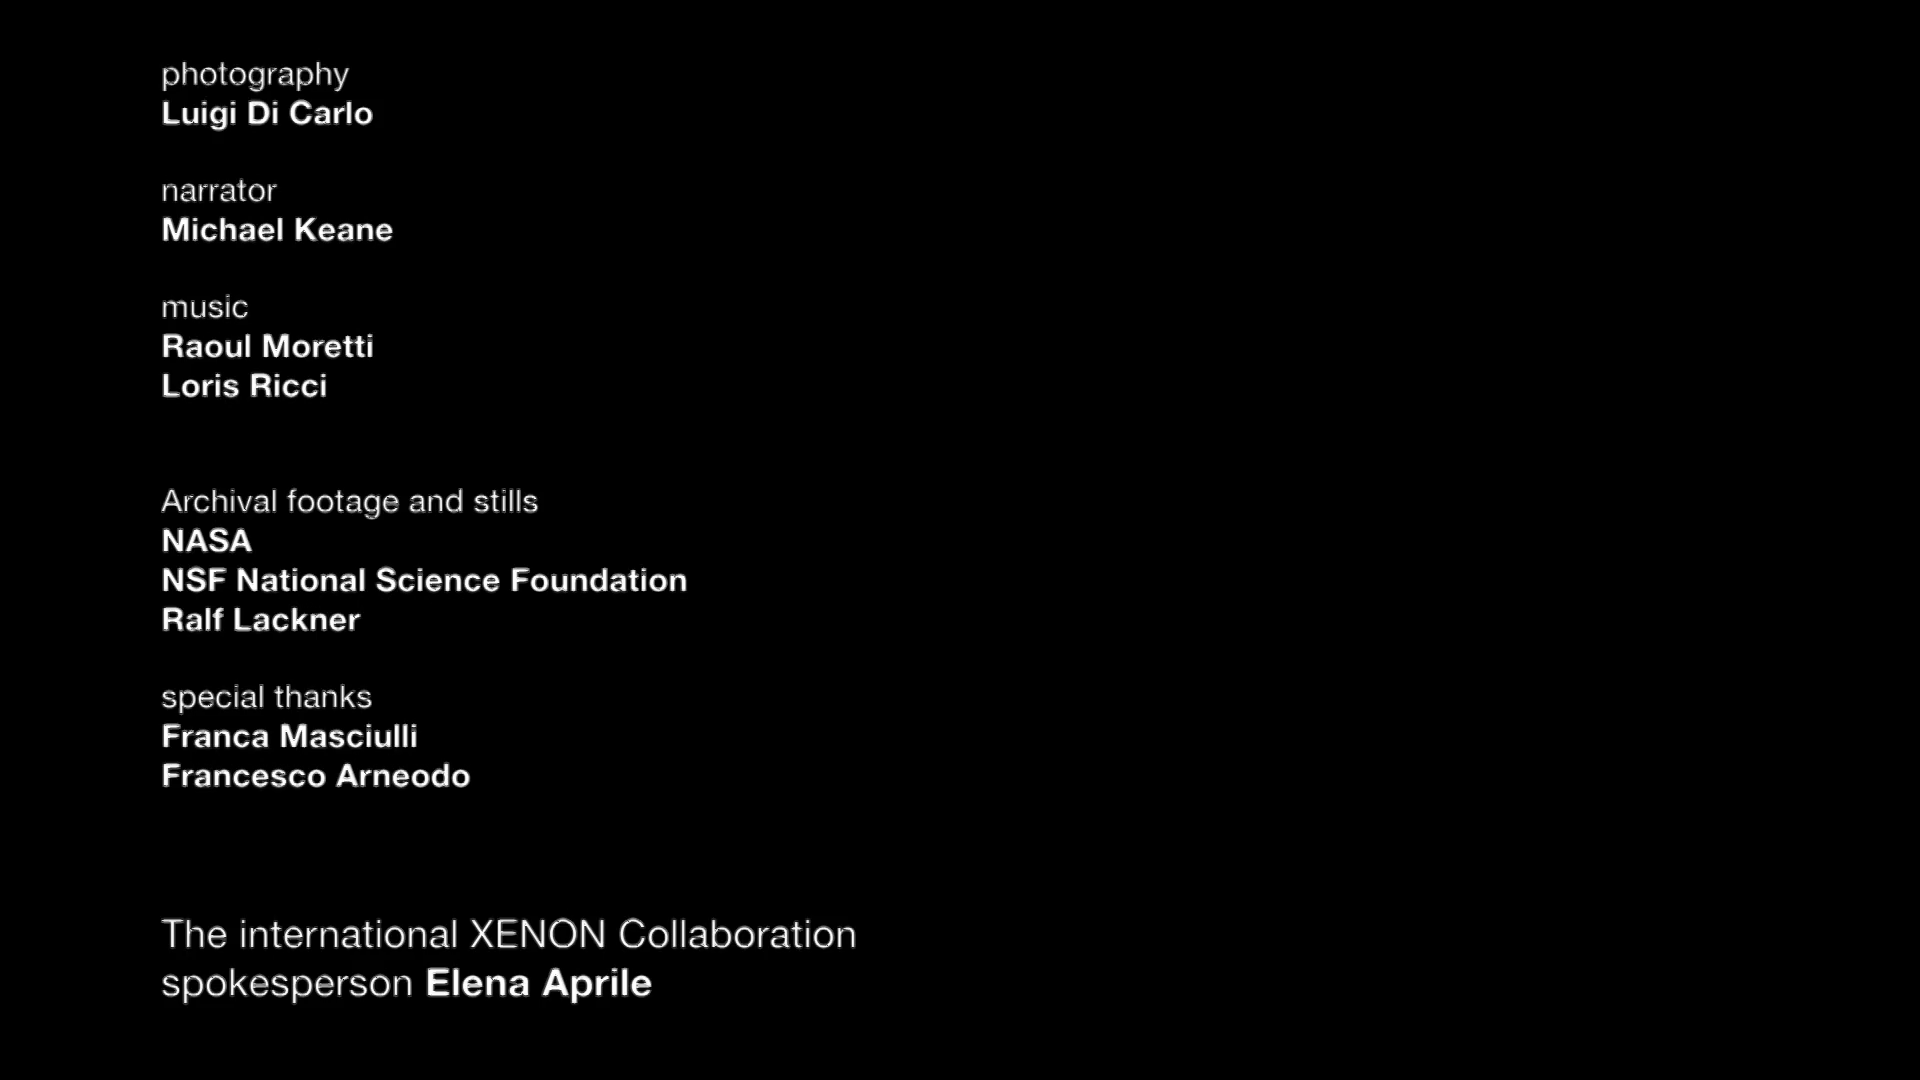 photography
Luigi Di Carlo
narrator
Michael Keane
music
Raoul Moretti
Loris Ricci
Archival footage and stills
NASA
NSF National Science Foundation
Ralf Lackner
special thanks
Franca Masciulli
Francesco Arneodo
The international XENON Collaboration
spokesperson Elena Aprile